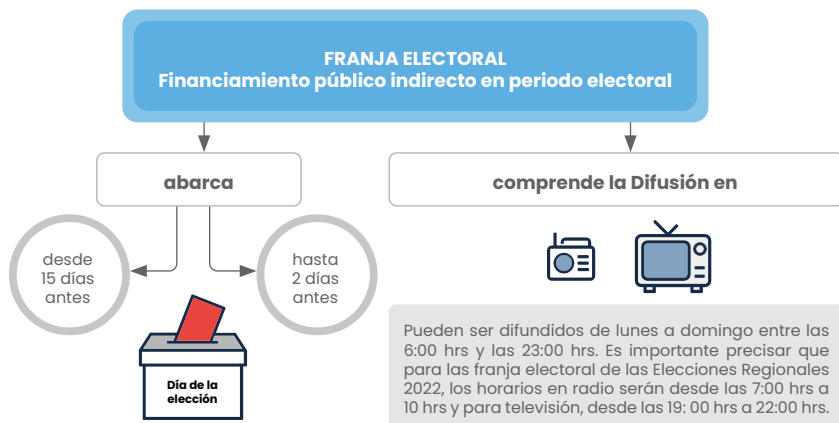 FRANJA ELECTORAL
Financiamiento público indirecto en periodo electoral
abarca
comprende la Difusión en
desde
15 días
antes
hasta
2 días
antes
Día de la
elección
Pueden ser difundidos de lunes a domingo entre las
6:00 hrs y las 23:00 hrs. Es importante precisar que
para las franja electoral de las Elecciones Regionales
2022, los horarios en radio serán desde las 7:00 hrs a
10 hrs y para televisión, desde las 19: 00 hrs a 22:00 hrs.